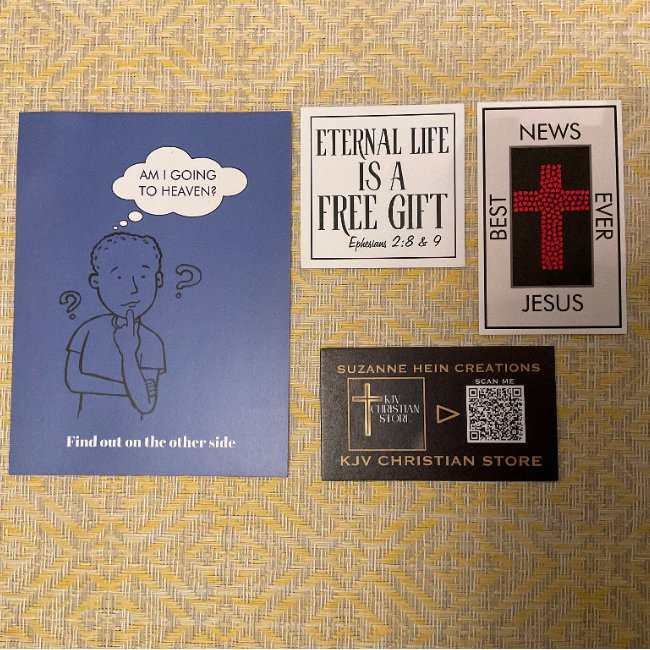 AM I GOING
TO HEAVEN?
?
?
Find out on the other side
ETERNAL LIFE
IS A
FREE GIFT
Ephesians 2:8 & 9
NEWS
BEST
EVER
JESUS
SUZANNE HEIN CREATIONS
SCAN ME
KJV
CHRISTIAN
STORE
KJV CHRISTIAN STORE